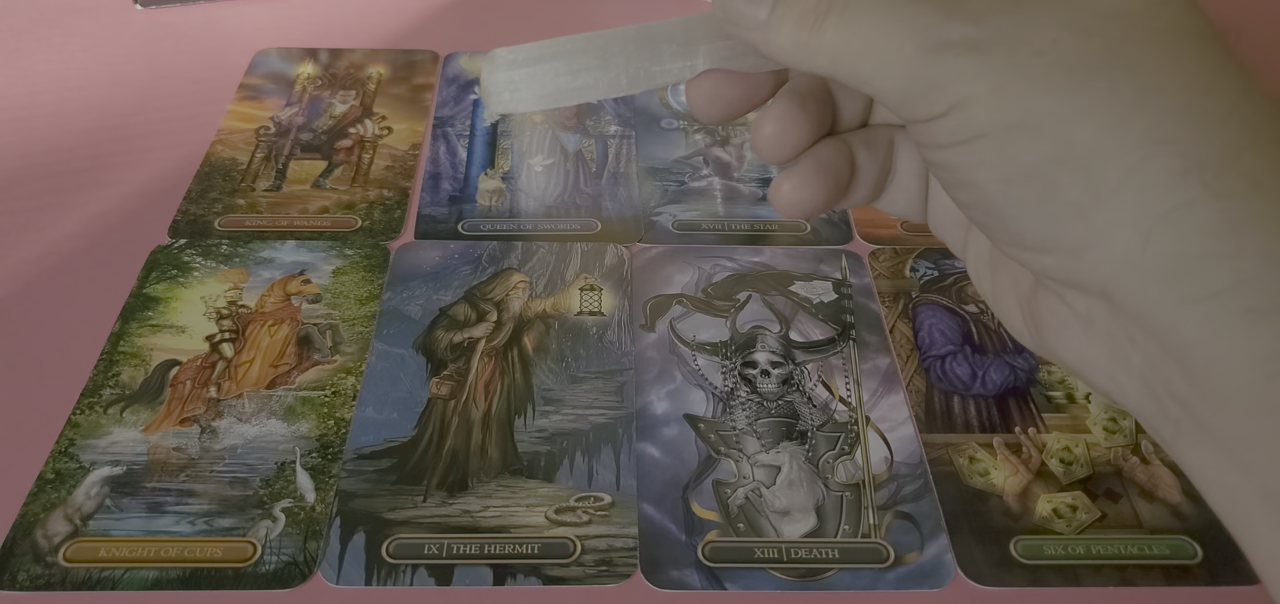 KING OF WANDS
QUEEN OF SWORDS
XVII | THE STAR
KNIGHT OF CUPS
IX | THE HERMIT
XIII | DEATH
SIX OF PENTACLES